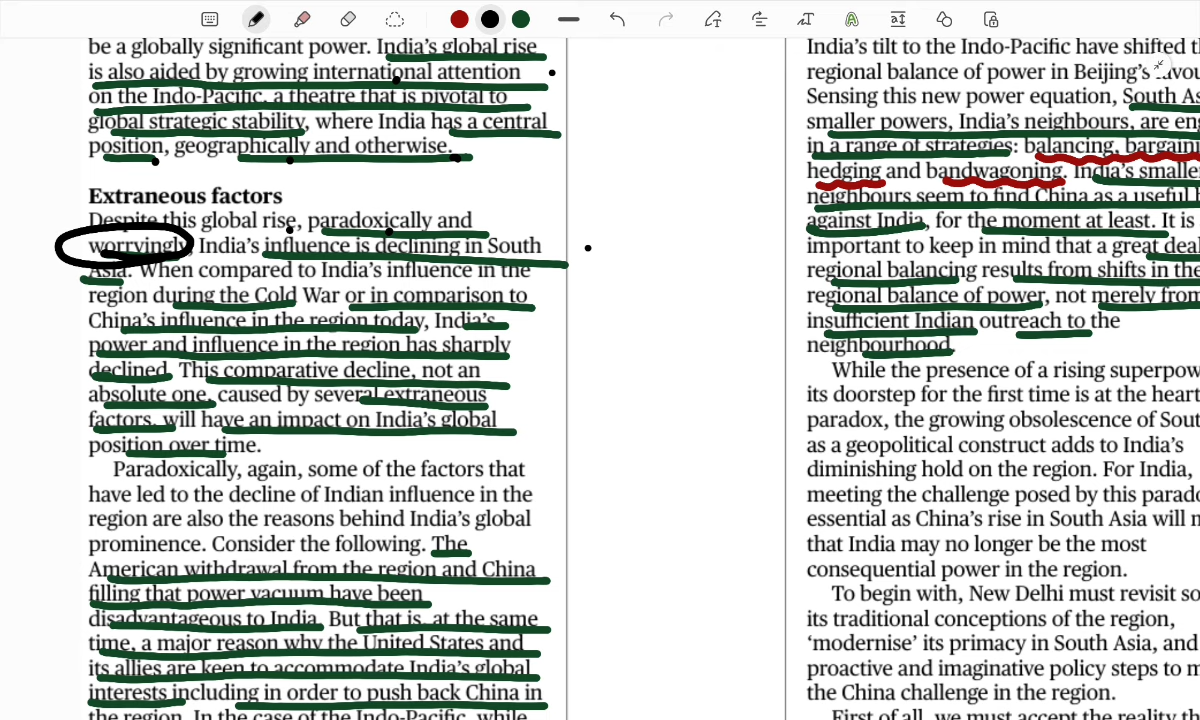 be a globally significant power. India's global rise
is also aided by growing international attention
on the Indo-Pacific, a theatre that is pivotal to
global strategic stability, where India has a central
position, geographically and otherwise.
Extraneous factors
Despite this global rise, paradoxically and
worryingly, India's influence is declining in South
Asia. When compared to India's influence in the
region during the Cold War or in comparison to
China's influence in the region today, India's
power and influence in the region has sharply
declined. This comparative decline, not an
absolute one, caused by several extraneous
factors, will have an impact on India's global
position over time.
Paradoxically, again, some of the factors that
have led to the decline of Indian influence in the
region are also the reasons behind India's global
prominence. Consider the following. The
American withdrawal from the region and China
filling that power vacuum have been
disadvantageous to India. But that is, at the same
time, a major reason why the United States and
its allies are keen to accommodate India's global
interests including in order to push back China in
the region. In the case of the Indo-Pacific, while
India's tilt to the Indo-Pacific have shifted
regional balance of power in Beijing's
Sensing this new power equation, South
smaller powers, India's neighbours, are
in a range of strategies: balancing,
hedging and bandwagoning. India's smaller
neighbours seem to find China as a useful
against India, for the moment at least. It is
important to keep in mind that a great deal
regional balancing results from shifts in the
regional balance of power, not merely from
insufficient Indian outreach to the
neighbourhood.
While the presence of a rising
its doorstep for the first time is at the heart
paradox, the growing obsolescence of
as a geopolitical construct adds to India's
diminishing hold on the region. For India,
meeting the challenge posed by this
essential as China's rise in South Asia will
that India may no longer be the most
consequential power in the region.
To begin with, New Delhi must revisit
its traditional conceptions of the region,
'modernise' its primacy in South Asia, and
proactive and imaginative policy steps to
the China challenge in the region.
First of all, we must accept the reality